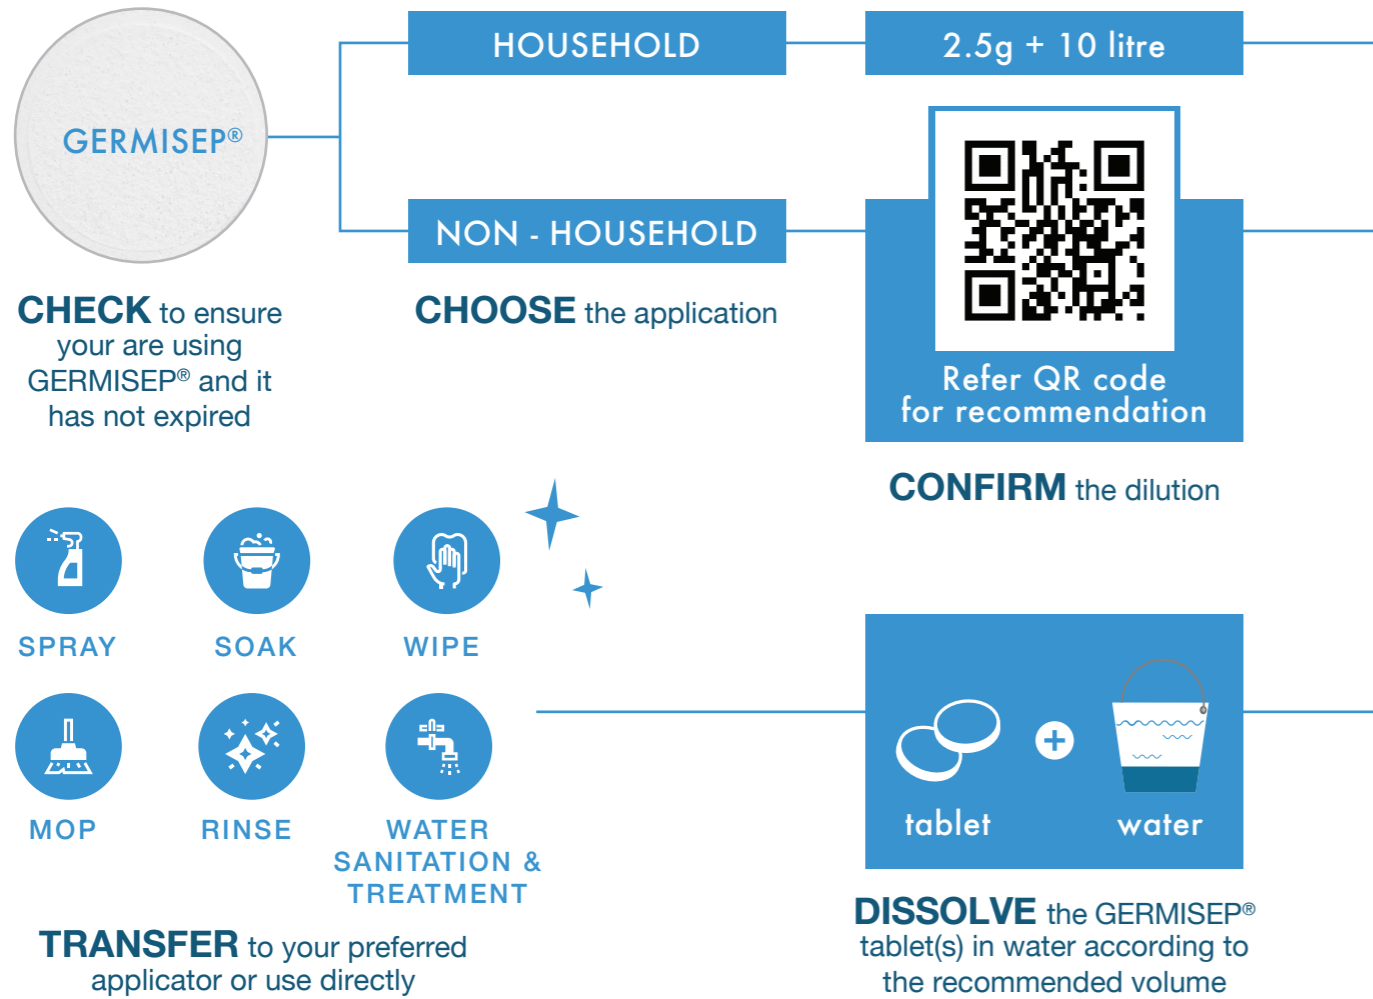 GERMISEP®
HOUSEHOLD
2.5g + 10 litre
NON - HOUSEHOLD
Refer QR code
for recommendation
CHECK to ensure
your are using
GERMISEP® and it
has not expired
CHOOSE the application
CONFIRM the dilution
SPRAY
SOAK
WIPE
MOP
RINSE
WATER
SANITATION &
TREATMENT
TRANSFER to your preferred
applicator or use directly
tablet
+
water
DISSOLVE the GERMISEP®
tablet(s) in water according to
the recommended volume